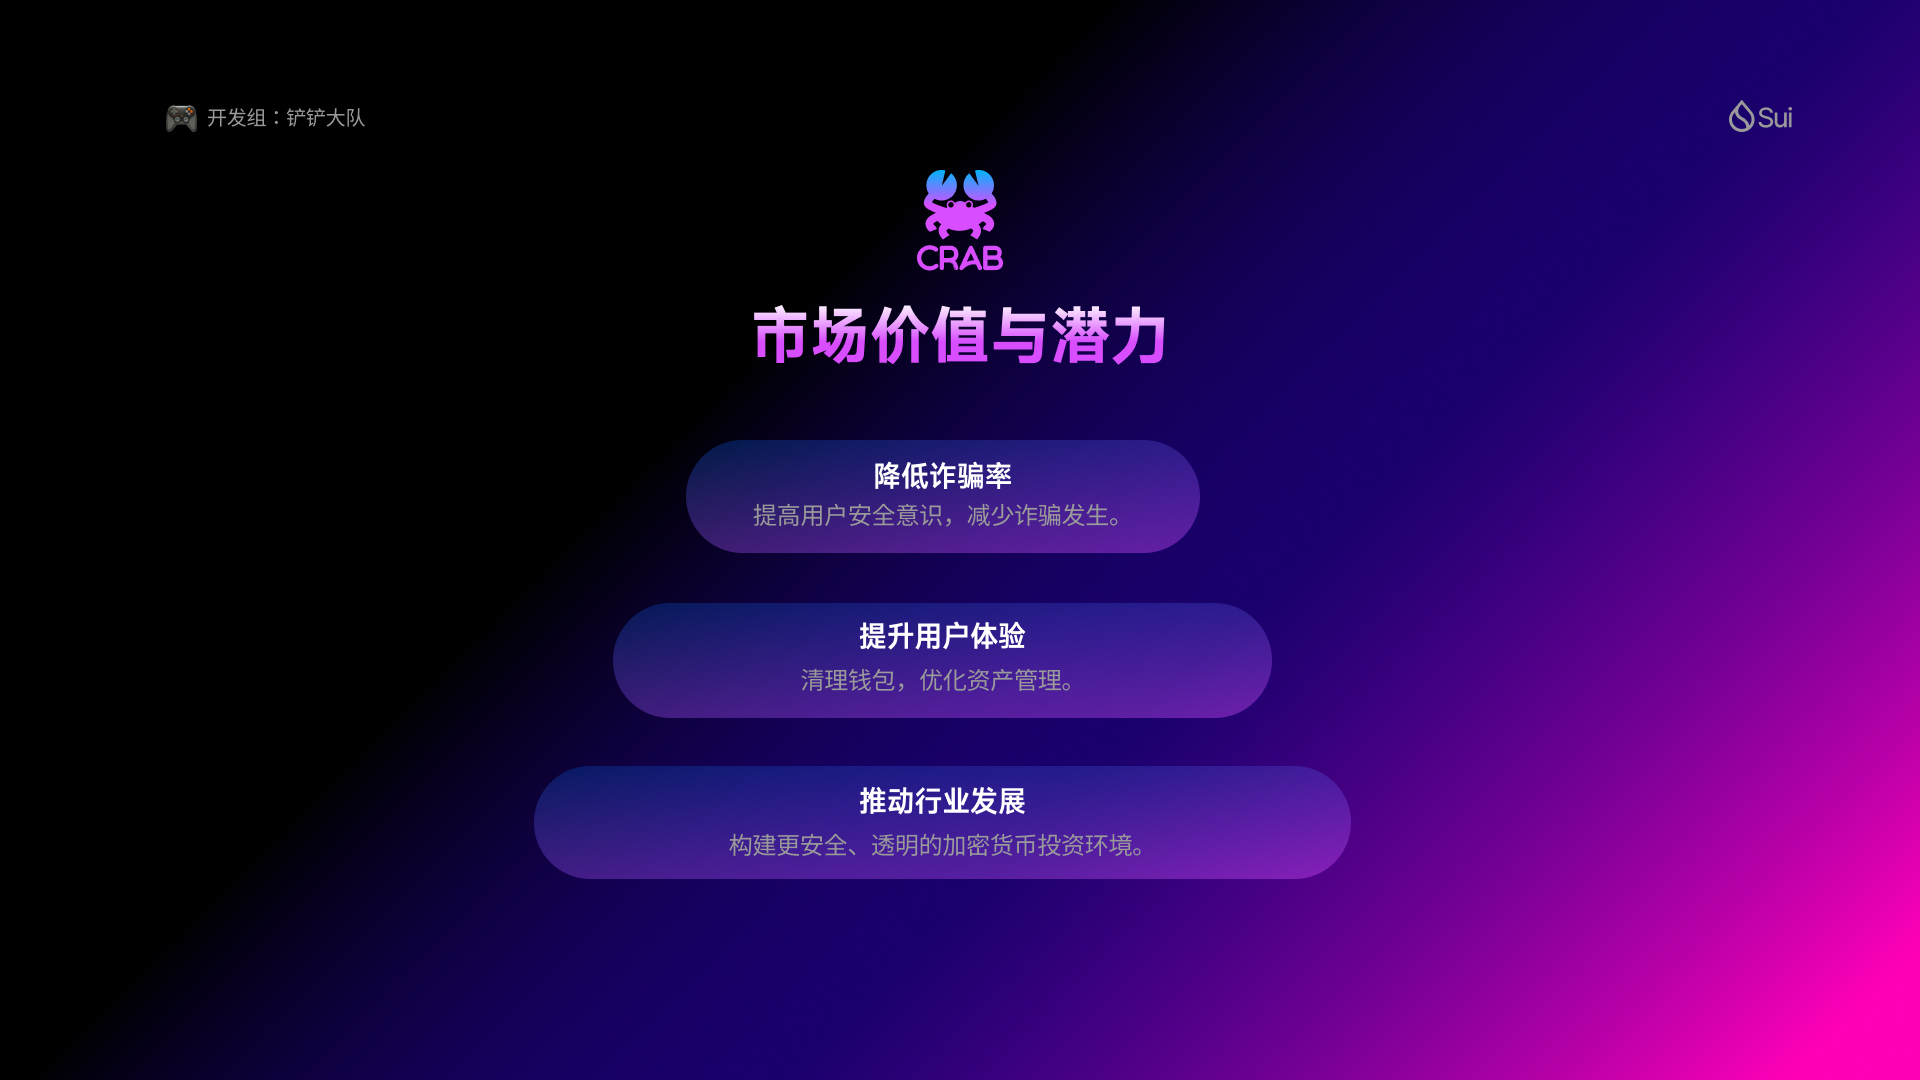 开发组：铲铲大队
Sui
CRAB
市场价值与潜力
降低诈骗率
提高用户安全意识，减少诈骗发生。
提升用户体验
清理钱包，优化资产管理。
推动行业发展
构建更安全、透明的加密货币投资环境。